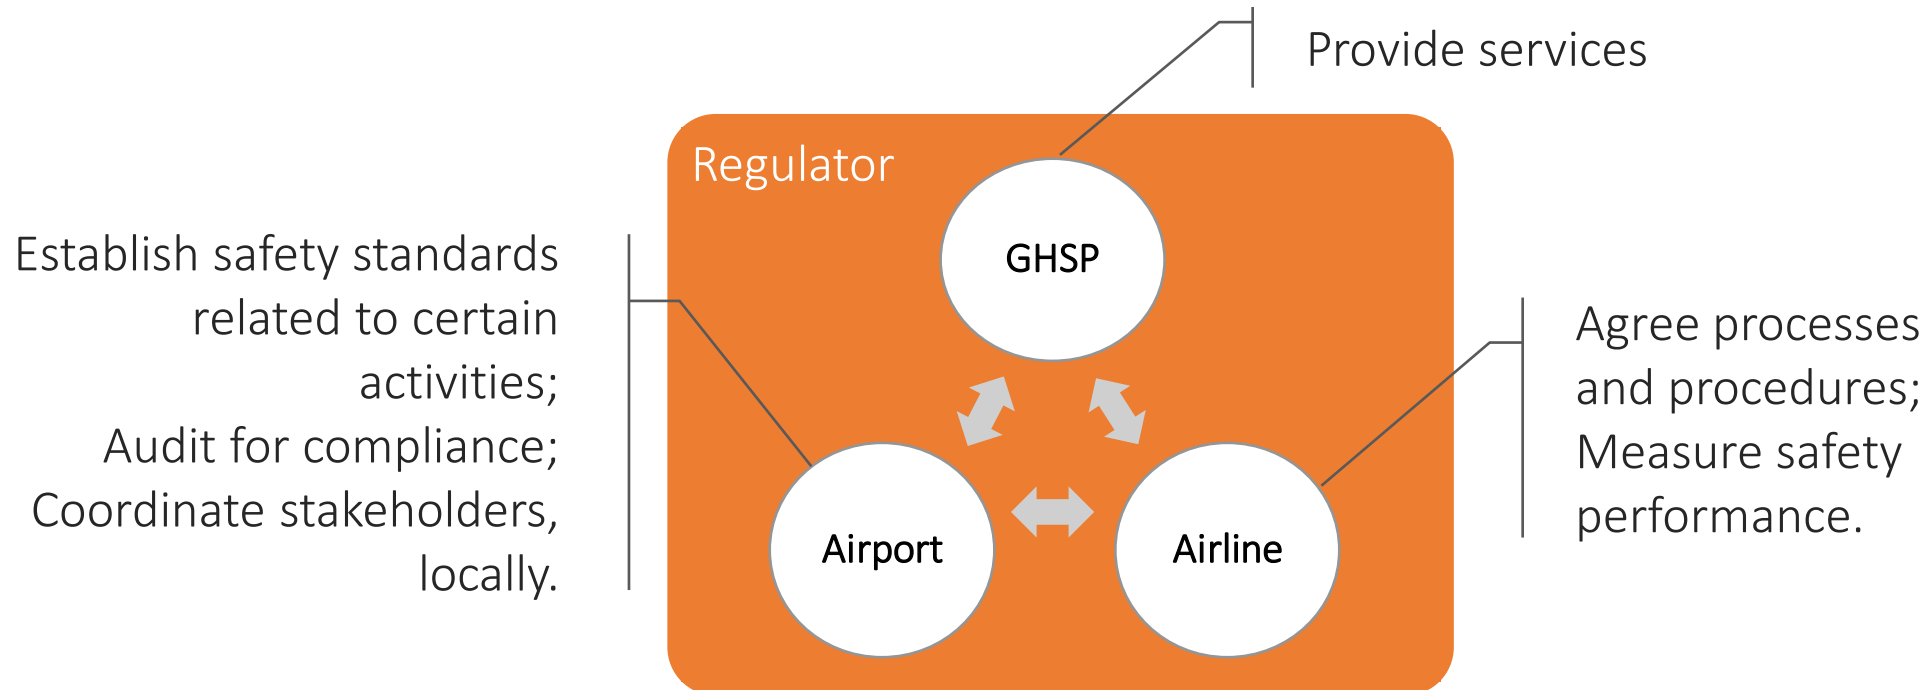 Provide services
Regulator
GHSP
Establish safety standards
related to certain
activities;
Audit for compliance;
Coordinate stakeholders,
locally.
Agree processes
and procedures;
Measure safety
performance.
Airport
Airline